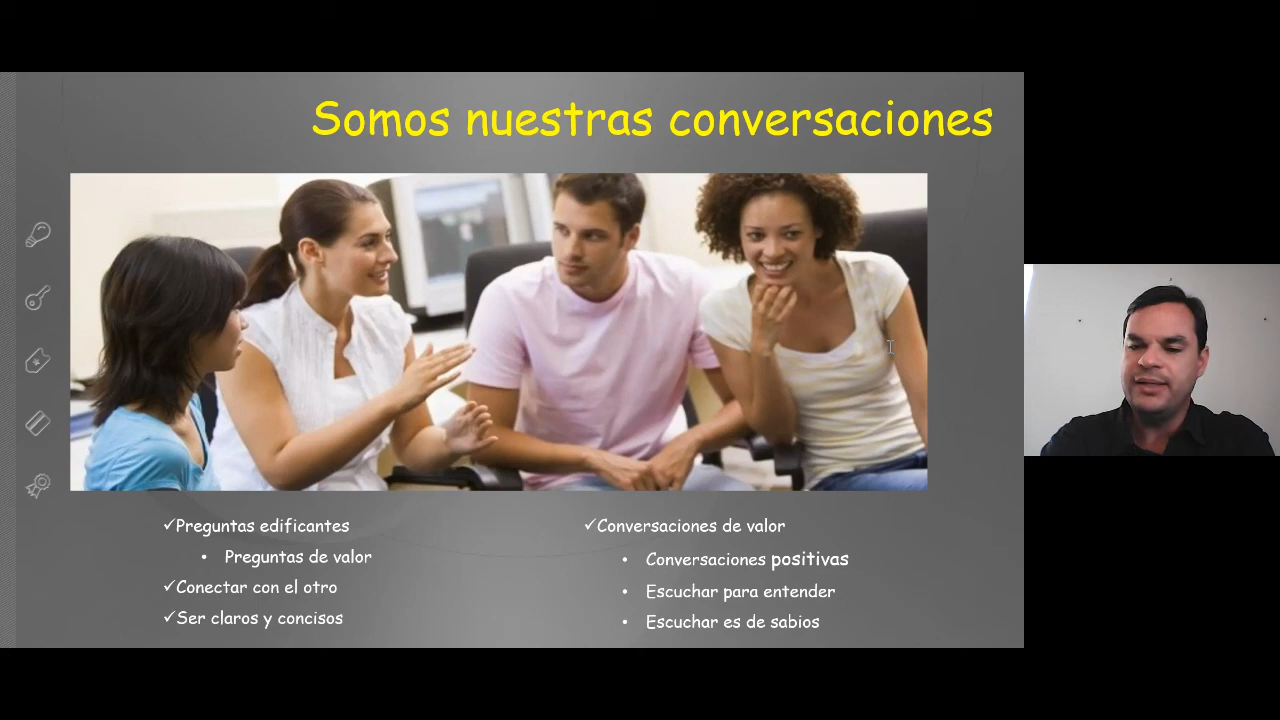 Somos nuestras conversaciones
✓Preguntas edificantes
• Preguntas de valor
✓Conectar con el otro
✓Ser claros y concisos
✓Conversaciones de valor
• Conversaciones positivas
• Escuchar para entender
• Escuchar es de sabios